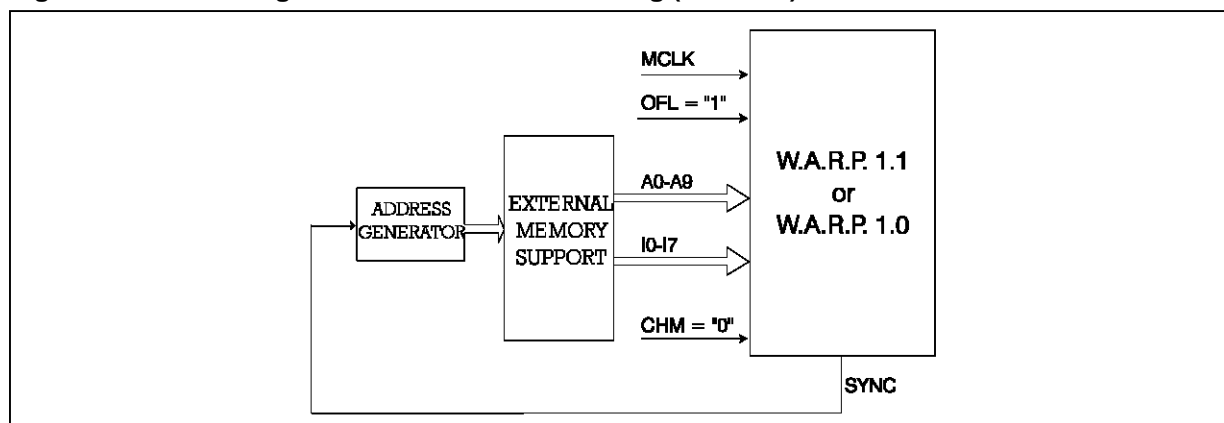 MCLK
OFL = "1"
W.A.R.P. 1.1
or
W.A.R.P. 1.0
A0-A9
ADDRESS
GENERATOR
EXTERNAL
MEMORY
SUPPORT
I0-I7
CHM = "0"
SYNC